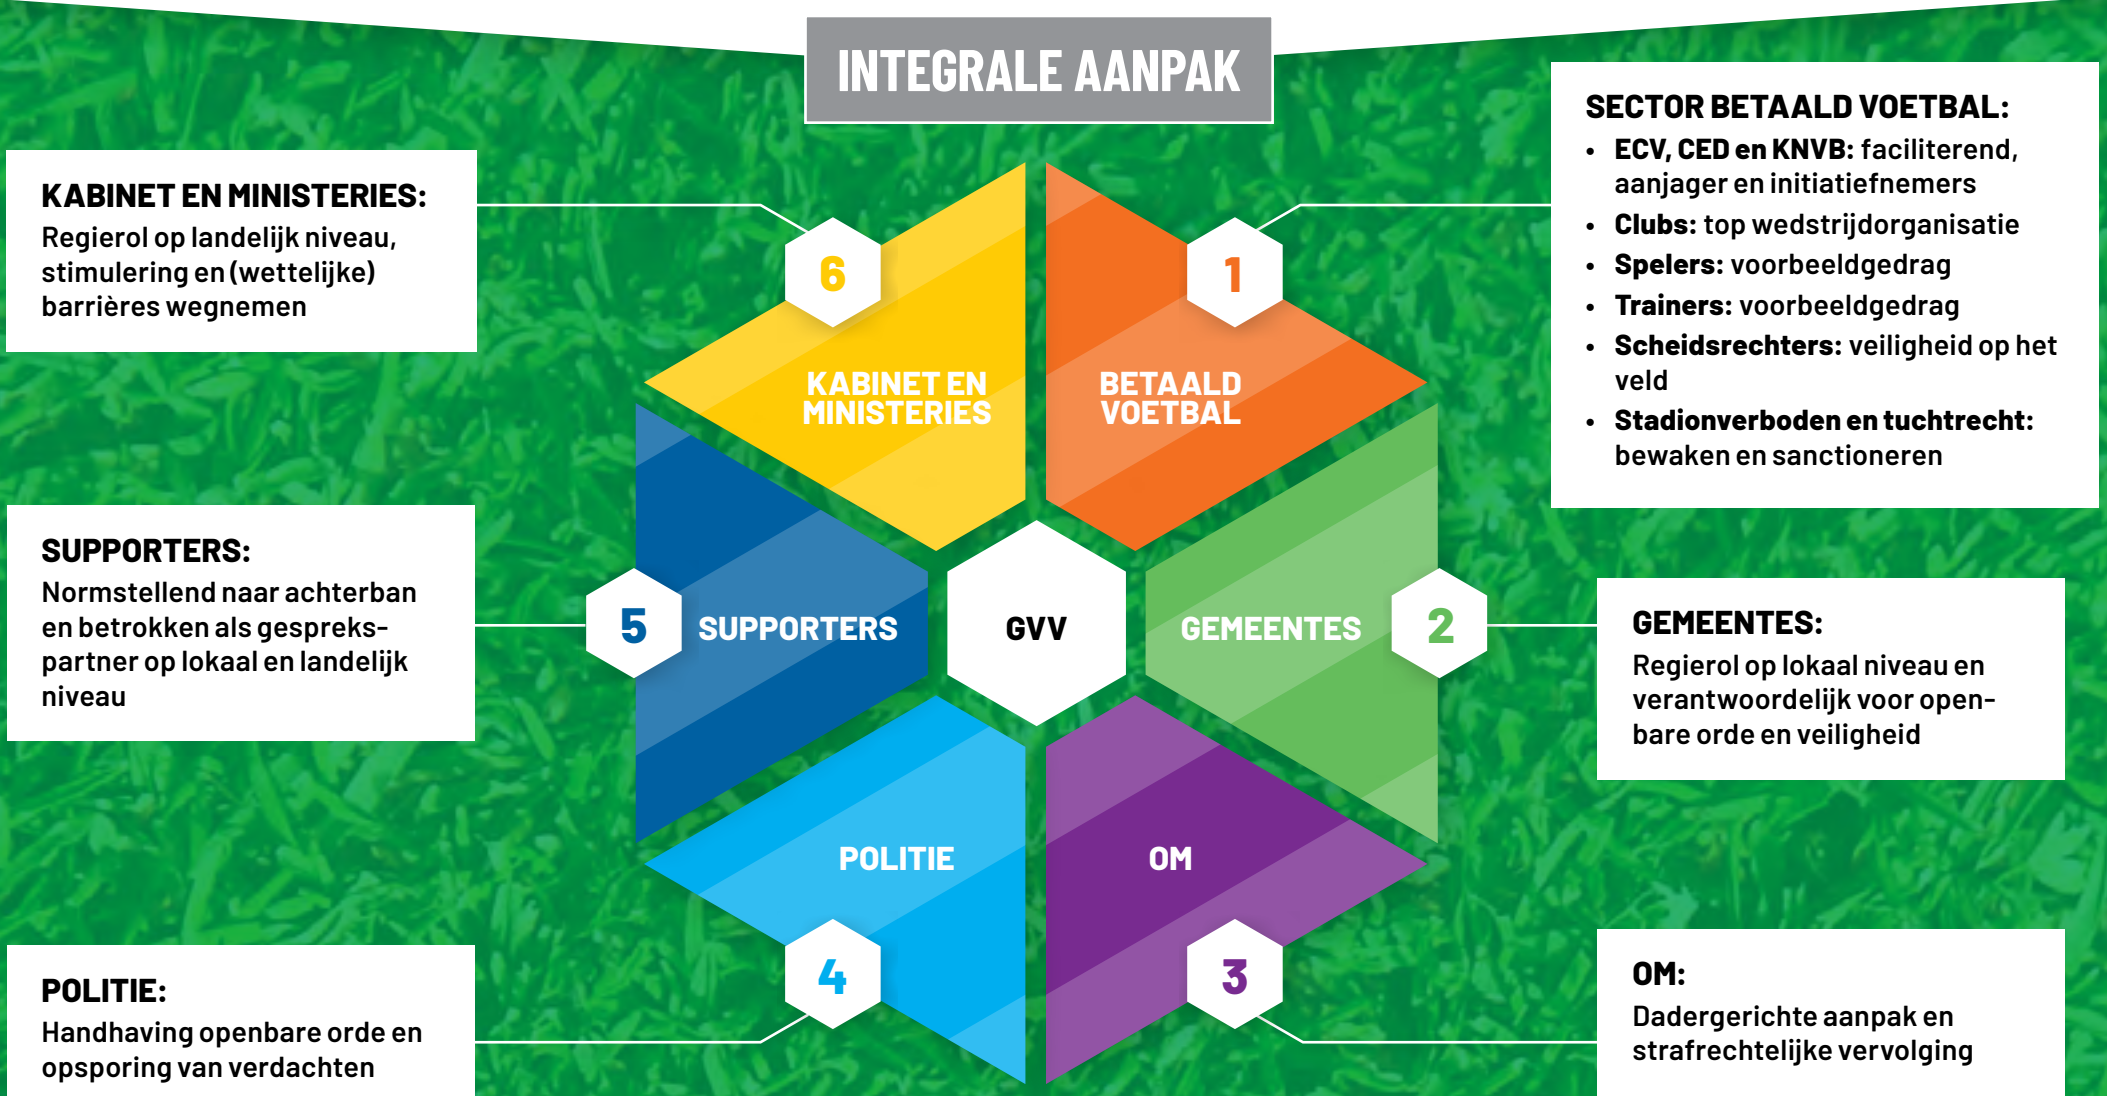 INTEGRALE AANPAK
SECTOR BETAALD VOETBAL:
• ECV, CED en KNVB: faciliterend,
aanjager en initiatiefnemers
• Clubs: top wedstrijdorganisatie
• Spelers: voorbeeldgedrag
• Trainers: voorbeeldgedrag
• Scheidsrechters: veiligheid op het
veld
• Stadionverboden en tuchtrecht:
bewaken en sanctioneren
KABINET EN MINISTERIES:
Regierol op landelijk niveau,
stimulering en (wettelijke)
barrières wegnemen
6
1
KABINET EN
MINISTERIES
BETAALD
VOETBAL
SUPPORTERS:
Normstellend naar achterban
en betrokken als gespreks-
partner op lokaal en landelijk
niveau
5
SUPPORTERS
GVV
GEMEENTES
2
GEMEENTES:
Regierol op lokaal niveau en
verantwoordelijk voor open-
bare orde en veiligheid
POLITIE
OM
4
3
POLITIE:
Handhaving openbare orde en
opsporing van verdachten
OM:
Dadergerichte aanpak en
strafrechtelijke vervolging